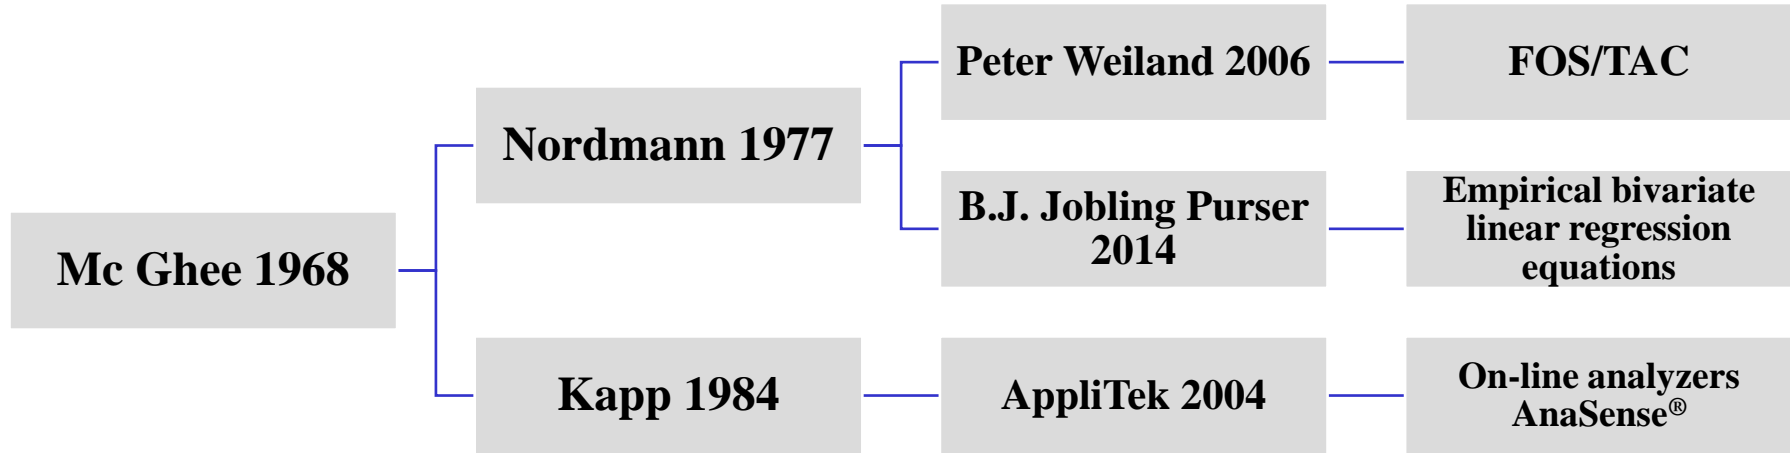 Mc Ghee 1968
Nordmann 1977
Peter Weiland 2006
FOS/TAC
B.J. Jobling Purser
2014
Empirical bivariate
linear regression
equations
Kapp 1984
AppliTek 2004
On-line analyzers
AnaSense®